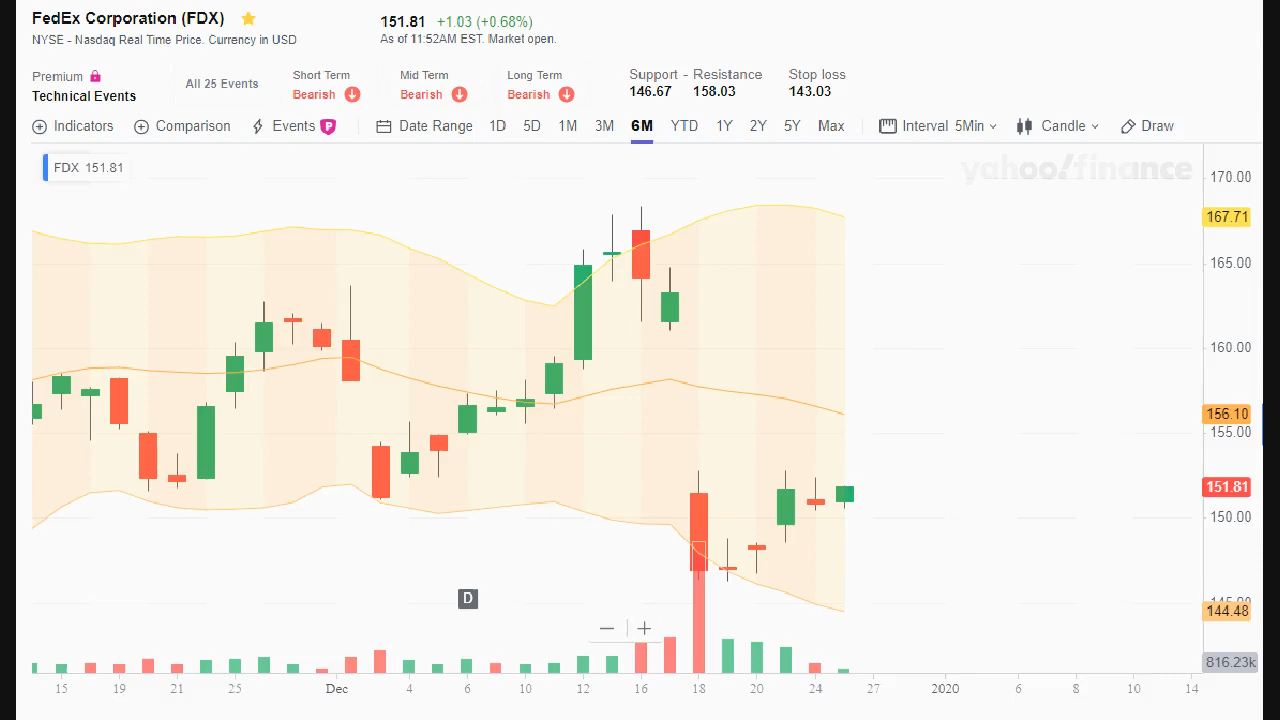 FedEx Corporation (FDX)
151.81 +1.03 (+0.68%)
NYSE - Nasdaq Real Time Price. Currency in USD
As of 11:52AM EST. Market open.
Premium
Technical Events
All 25 Events
Short Term
Bearish
Mid Term
Bearish
Long Term
Bearish
Support - Resistance
146.67 158.03
Stop loss
143.03
Indicators Comparison Events P Date Range 1D 5D 1M 3M 6M YTD 1Y 2Y 5Y Max Interval 5Min Candle Draw
FDX 151.81
yahoo!finance
170.00
167.71
165.00
160.00
156.10
155.00
151.81
150.00
145.00
144.48
816.23k
D
15 19 21 25 Dec 4 6 10 12 16 18 20 24 27 2020 6 8 10 14